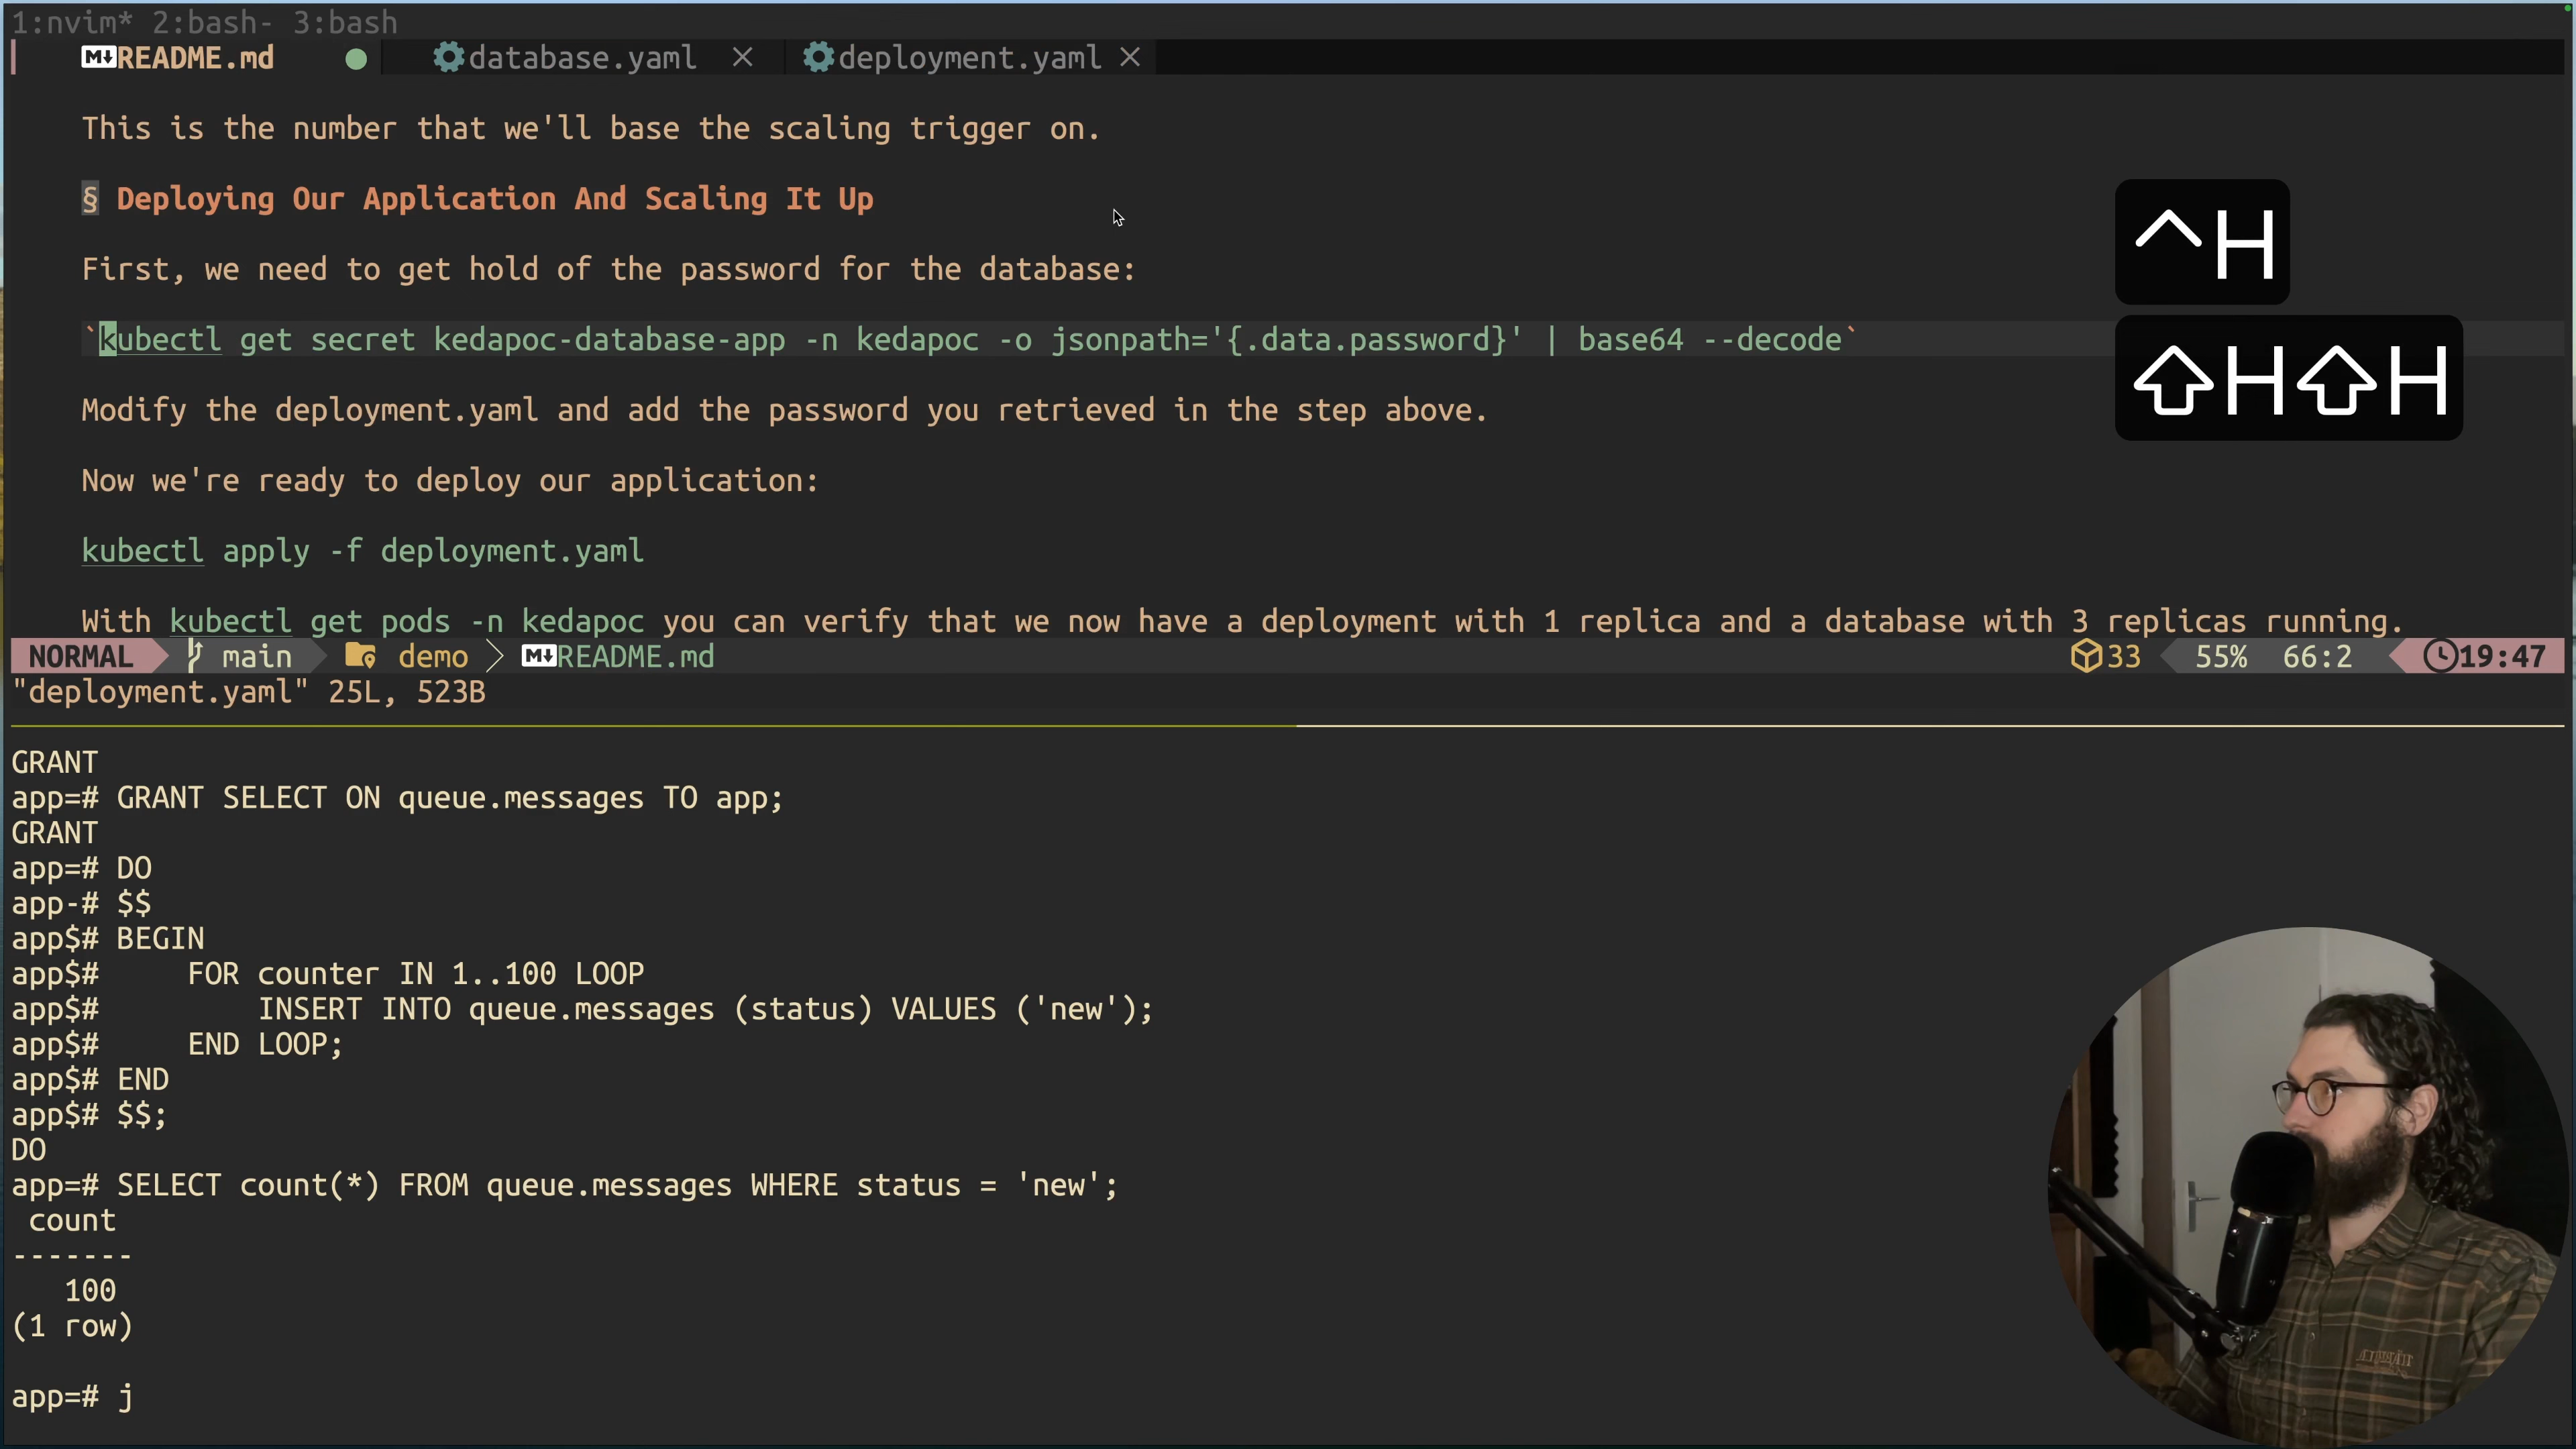 1:nvim* 2:bash- 3:bash
README.md database.yaml deployment.yaml
This is the number that we'll base the scaling trigger on.
§ Deploying Our Application And Scaling It Up
First, we need to get hold of the password for the database:
`kubectl get secret kedapoc-database-app -n kedapoc -o jsonpath='{.data.password}' | base64 --decode`
Modify the deployment.yaml and add the password you retrieved in the step above.
Now we're ready to deploy our application:
kubectl apply -f deployment.yaml
With kubectl get pods -n kedapoc you can verify that we now have a deployment with 1 replica and a database with 3 replicas running.
^H
⇧H⇧H
NORMAL main demo README.md 33 55% 66:2 19:47
"deployment.yaml" 25L, 523B
GRANT
app=# GRANT SELECT ON queue.messages TO app;
GRANT
app=# DO
app-# $$
app$# BEGIN
app$#     FOR counter IN 1..100 LOOP
app$#         INSERT INTO queue.messages (status) VALUES ('new');
app$#     END LOOP;
app$# END
app$# $$;
DO
app=# SELECT count(*) FROM queue.messages WHERE status = 'new';
 count
-------
   100
(1 row)
app=# j